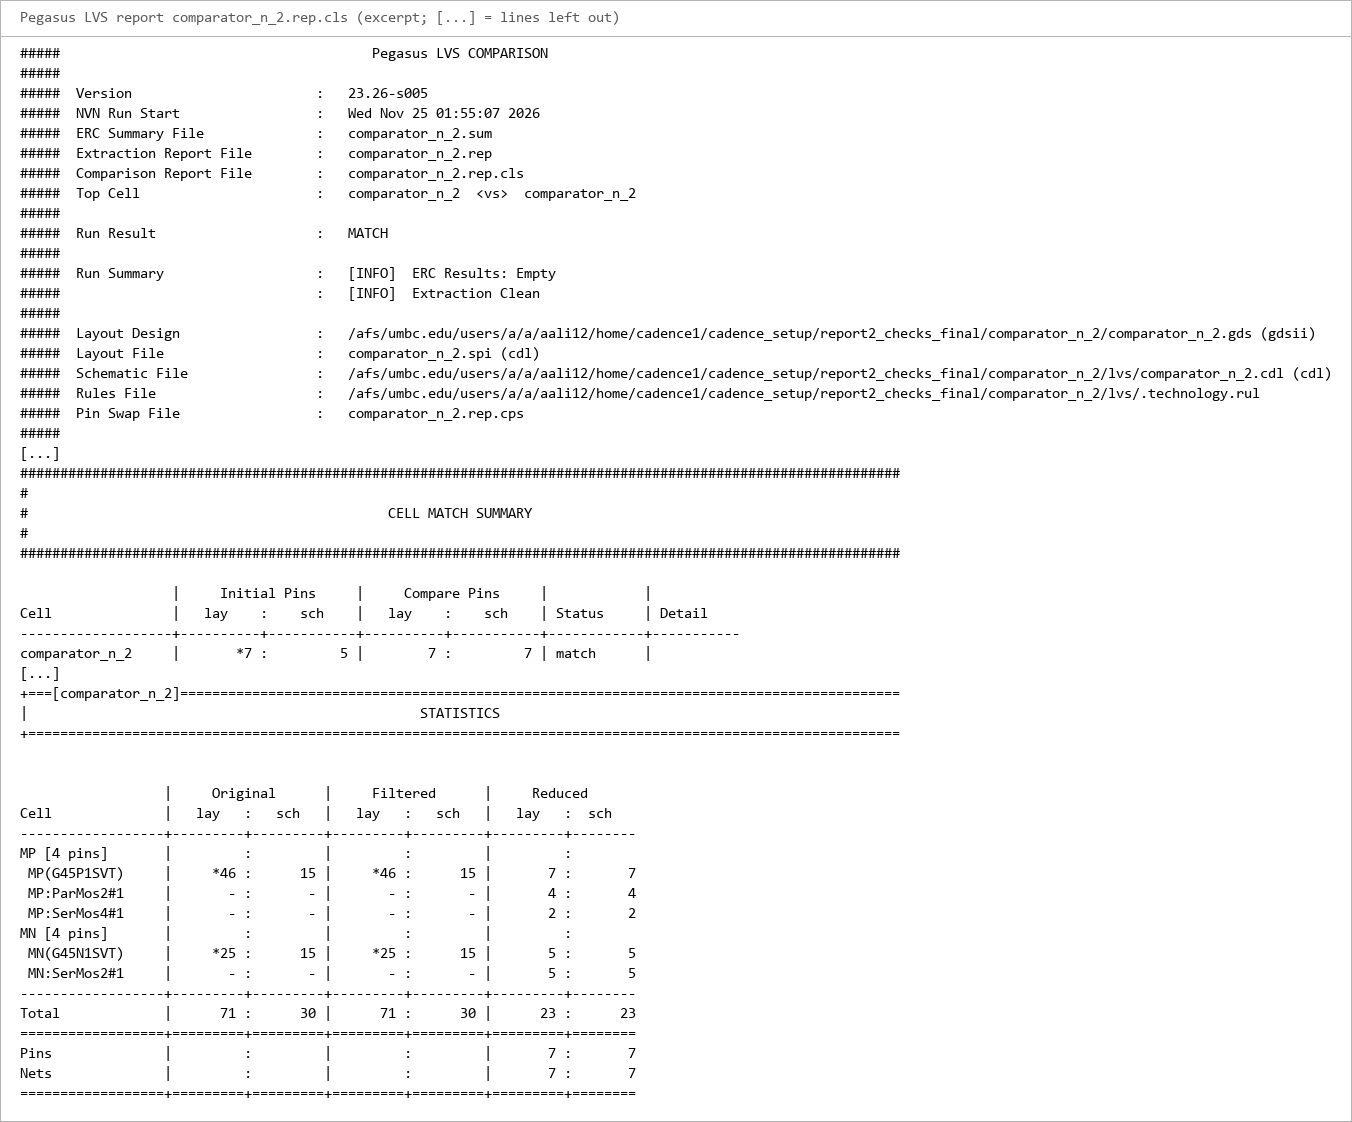 Pegasus LVS report comparator_n_2.rep.cls (excerpt; [...] = lines left out)
#####                                       Pegasus LVS COMPARISON
#####
#####  Version                       :   23.26-s005
#####  NVN Run Start                 :   Wed Nov 25 01:55:07 2026
#####  ERC Summary File              :   comparator_n_2.sum
#####  Extraction Report File        :   comparator_n_2.rep
#####  Comparison Report File        :   comparator_n_2.rep.cls
#####  Top Cell                      :   comparator_n_2  <vs>  comparator_n_2
#####
#####  Run Result                    :   MATCH
#####
#####  Run Summary                   :   [INFO]  ERC Results: Empty
#####                                :   [INFO]  Extraction Clean
#####
#####  Layout Design                 :   /afs/umbc.edu/users/a/a/aali12/home/cadence1/cadence_setup/report2_checks_final/comparator_n_2/comparator_n_2.gds (gdsii)
#####  Layout File                   :   comparator_n_2.spi (cdl)
#####  Schematic File                :   /afs/umbc.edu/users/a/a/aali12/home/cadence1/cadence_setup/report2_checks_final/comparator_n_2/lvs/comparator_n_2.cdl (cdl)
#####  Rules File                    :   /afs/umbc.edu/users/a/a/aali12/home/cadence1/cadence_setup/report2_checks_final/comparator_n_2/lvs/.technology.rul
#####  Pin Swap File                 :   comparator_n_2.rep.cps
#####
[...]
##############################################################################################################
#
#                                             CELL MATCH SUMMARY
#
##############################################################################################################
                   |     Initial Pins     |     Compare Pins     |            |
Cell               |   lay    :    sch    |   lay    :    sch    | Status     | Detail
-------------------+----------+-----------+----------+-----------+------------+-----------
comparator_n_2     |       *7 :         5 |        7 :         7 | match      |
[...]
+===[comparator_n_2]==========================================================================================
|                                                 STATISTICS
+=============================================================================================================
                  |     Original      |     Filtered      |     Reduced
Cell              |   lay   :   sch   |   lay   :   sch   |   lay   :  sch
------------------+---------+---------+---------+---------+---------+--------
MP [4 pins]       |         :         |         :         |         :
 MP(G45P1SVT)     |     *46 :      15 |     *46 :      15 |       7 :       7
 MP:ParMos2#1     |       - :       - |       - :       - |       4 :       4
 MP:SerMos4#1     |       - :       - |       - :       - |       2 :       2
MN [4 pins]       |         :         |         :         |         :
 MN(G45N1SVT)     |     *25 :      15 |     *25 :      15 |       5 :       5
 MN:SerMos2#1     |       - :       - |       - :       - |       5 :       5
------------------+---------+---------+---------+---------+---------+--------
Total             |      71 :      30 |      71 :      30 |      23 :      23
==================+=========+=========+=========+=========+=========+========
Pins              |         :         |         :         |       7 :       7
Nets              |         :         |         :         |       7 :       7
==================+=========+=========+=========+=========+=========+========